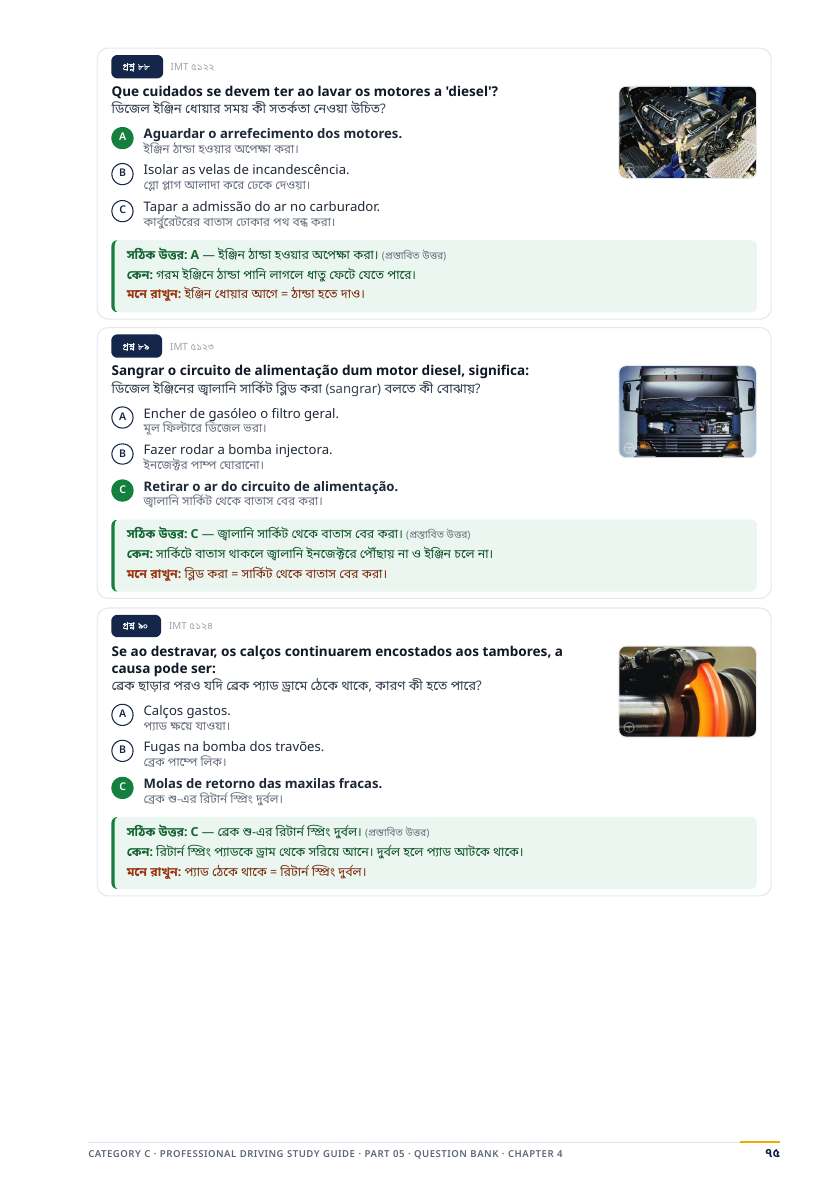 প্রশ্ন ৮৮ IMT ৫১২২
Que cuidados se devem ter ao lavar os motores a 'diesel'?
ডিজেল ইঞ্জিন ধোয়ার সময় কী সতর্কতা নেওয়া উচিত?
A Aguardar o arrefecimento dos motores.
ইঞ্জিন ঠান্ডা হওয়ার অপেক্ষা করা।
B Isolar as velas de incandescência.
গ্লো প্লাগ আলাদা করে ঢেকে দেওয়া।
C Tapar a admissão do ar no carburador.
কার্বুরেটরের বাতাস ঢোকার পথ বন্ধ করা।
সঠিক উত্তর: A — ইঞ্জিন ঠান্ডা হওয়ার অপেক্ষা করা। (প্রস্তাবিত উত্তর)
কেন: গরম ইঞ্জিনে ঠান্ডা পানি লাগলে ধাতু ফেটে যেতে পারে।
মনে রাখুন: ইঞ্জিন ধোয়ার আগে = ঠান্ডা হতে দাও।
প্রশ্ন ৮৯ IMT ৫১২৩
Sangrar o circuito de alimentação dum motor diesel, significa:
ডিজেল ইঞ্জিনের জ্বালানি সার্কিট ব্লিড করা (sangrar) বলতে কী বোঝায়?
A Encher de gasóleo o filtro geral.
মূল ফিল্টারে ডিজেল ভরা।
B Fazer rodar a bomba injectora.
ইনজেক্টর পাম্প ঘোরানো।
C Retirar o ar do circuito de alimentação.
জ্বালানি সার্কিট থেকে বাতাস বের করা।
সঠিক উত্তর: C — জ্বালানি সার্কিট থেকে বাতাস বের করা। (প্রস্তাবিত উত্তর)
কেন: সার্কিটে বাতাস থাকলে জ্বালানি ইনজেক্টরে পৌঁছায় না ও ইঞ্জিন চলে না।
মনে রাখুন: ব্লিড করা = সার্কিট থেকে বাতাস বের করা।
প্রশ্ন ৯০ IMT ৫১২৪
Se ao destravar, os calços continuarem encostados aos tambores, a
causa pode ser:
ব্রেক ছাড়ার পরও যদি ব্রেক প্যাড ড্রামে ঠেকে থাকে, কারণ কী হতে পারে?
A Calços gastos.
প্যাড ক্ষয়ে যাওয়া।
B Fugas na bomba dos travões.
ব্রেক পাম্পে লিক।
C Molas de retorno das maxilas fracas.
ব্রেক শু-এর রিটার্ন স্প্রিং দুর্বল।
সঠিক উত্তর: C — ব্রেক শু-এর রিটার্ন স্প্রিং দুর্বল। (প্রস্তাবিত উত্তর)
কেন: রিটার্ন স্প্রিং প্যাডকে ড্রাম থেকে সরিয়ে আনে। দুর্বল হলে প্যাড আটকে থাকে।
মনে রাখুন: প্যাড ঠেকে থাকে = রিটার্ন স্প্রিং দুর্বল।
CATEGORY C · PROFESSIONAL DRIVING STUDY GUIDE · PART 05 · QUESTION BANK · CHAPTER 4 ৭৫